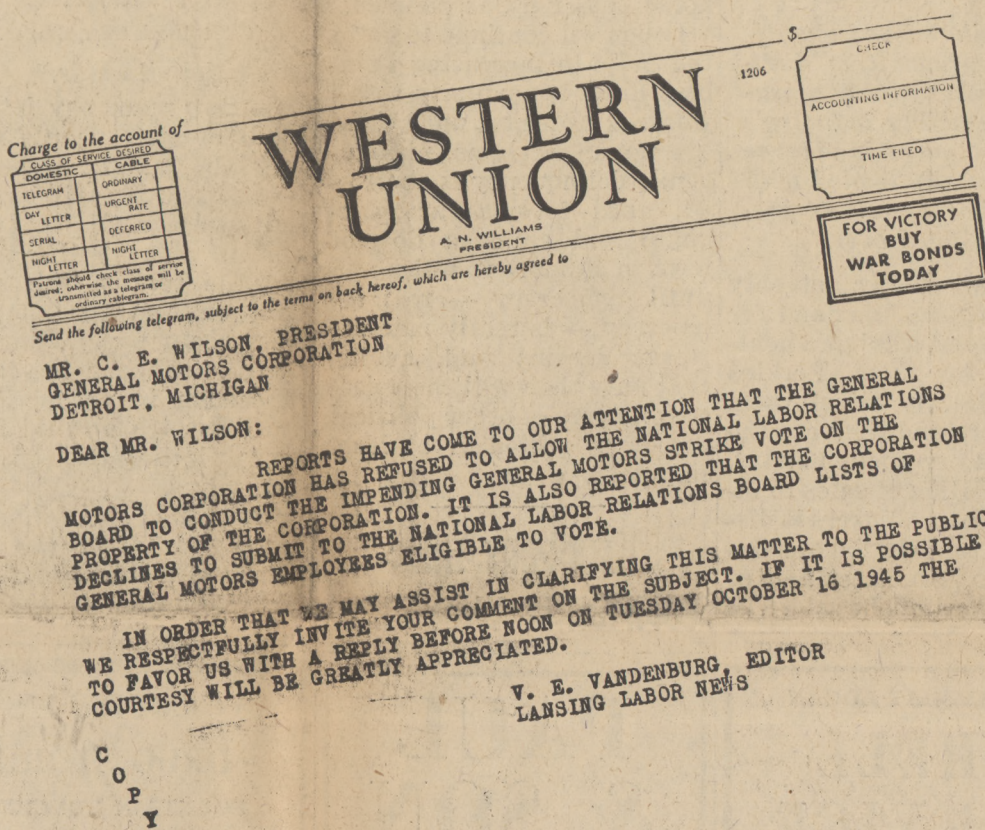 $
CHECK
ACCOUNTING INFORMATION
TIME FILED
1206
Charge to the account of
CLASS OF SERVICE DESIRED
DOMESTIC CABLE
TELEGRAM ORDINARY
DAY LETTER URGENT RATE
SERIAL DEFERRED
NIGHT LETTER NIGHT LETTER
Patrons should check class of service
desired; otherwise the message will be
transmitted as a telegram or
ordinary cablegram.
WESTERN
UNION
A. N. WILLIAMS
PRESIDENT
FOR VICTORY
BUY
WAR BONDS
TODAY
Send the following telegram, subject to the terms on back hereof, which are hereby agreed to
MR. C. E. WILSON, PRESIDENT
GENERAL MOTORS CORPORATION
DETROIT, MICHIGAN
DEAR MR. WILSON:
REPORTS HAVE COME TO OUR ATTENTION THAT THE GENERAL
MOTORS CORPORATION HAS REFUSED TO ALLOW THE NATIONAL LABOR RELATIONS
BOARD TO CONDUCT THE IMPENDING GENERAL MOTORS STRIKE VOTE ON THE
PROPERTY OF THE CORPORATION. IT IS ALSO REPORTED THAT THE CORPORATION
DECLINES TO SUBMIT TO THE NATIONAL LABOR RELATIONS BOARD LISTS OF
GENERAL MOTORS EMPLOYEES ELIGIBLE TO VOTE.
IN ORDER THAT WE MAY ASSIST IN CLARIFYING THIS MATTER TO THE PUBLIC
WE RESPECTFULLY INVITE YOUR COMMENT ON THE SUBJECT. IF IT IS POSSIBLE
TO FAVOR US WITH A REPLY BEFORE NOON ON TUESDAY OCTOBER 16 1945 THE
COURTESY WILL BE GREATLY APPRECIATED.
V. E. VANDENBURG, EDITOR
LANSING LABOR NEWS
COPY